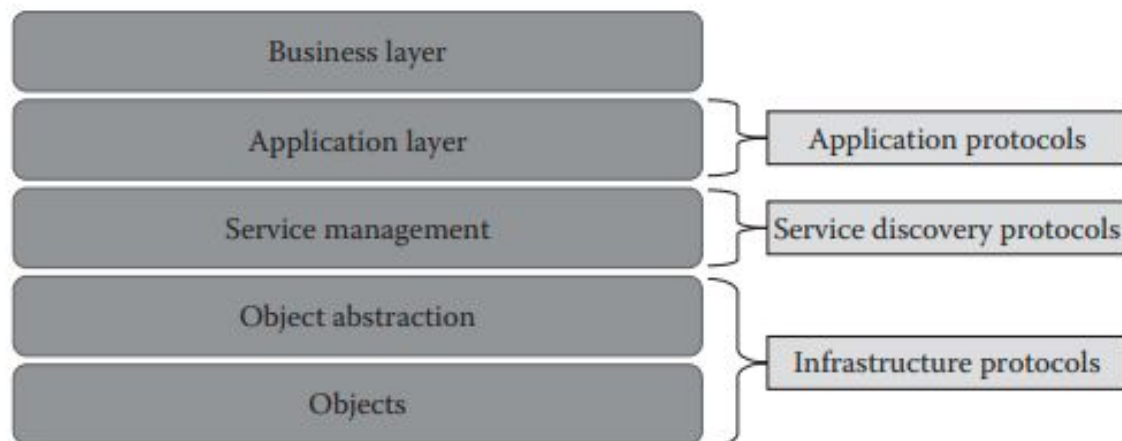 Business layer
Application layer
Application protocols
Service management
Service discovery protocols
Object abstraction
Infrastructure protocols
Objects